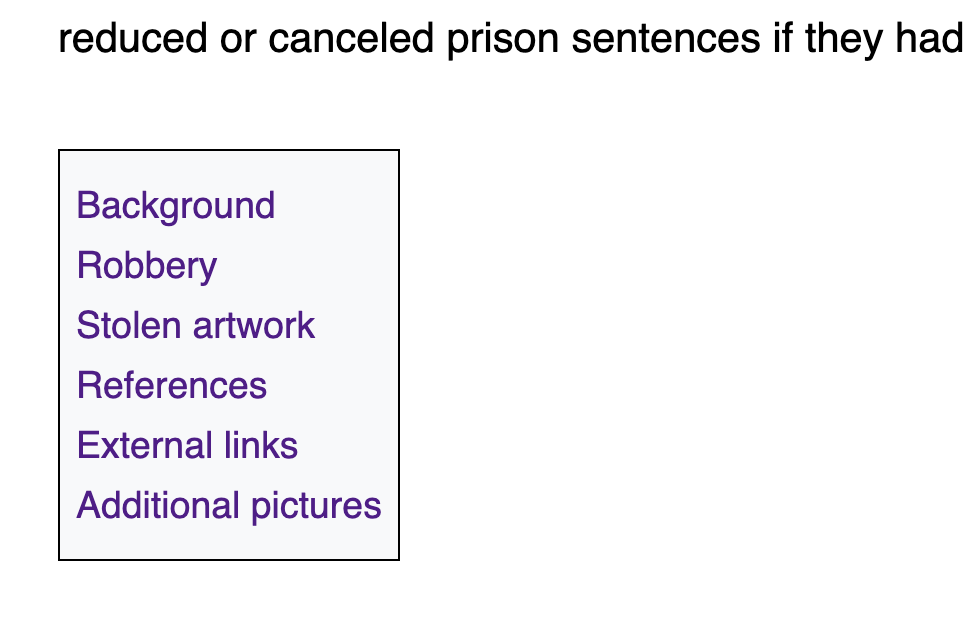 reduced or canceled prison sentences if they had
Background
Robbery
Stolen artwork
References
External links
Additional pictures